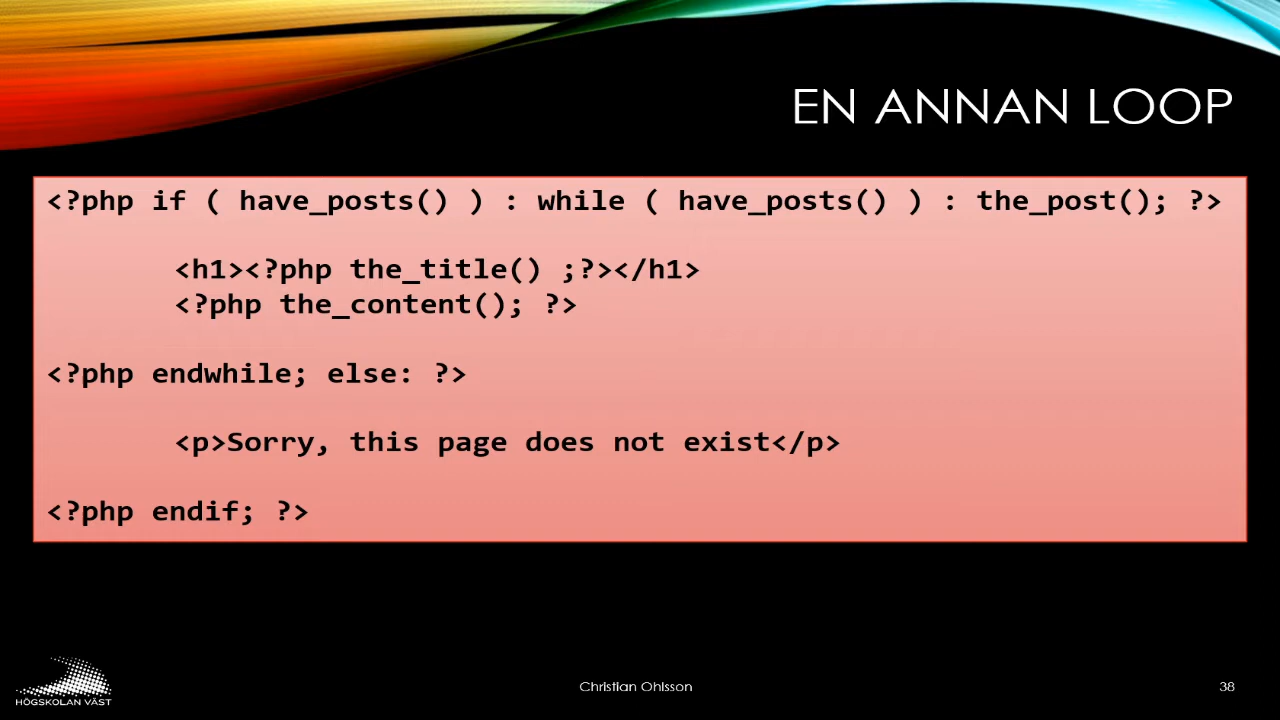 EN ANNAN LOOP
<?php if ( have_posts() ) : while ( have_posts() ) : the_post(); ?>
<h1><?php the_title() ;?></h1>
<?php the_content(); ?>
<?php endwhile; else: ?>
<p>Sorry, this page does not exist</p>
<?php endif; ?>
HÖGSKOLAN VÄST
Christian Ohlsson
38